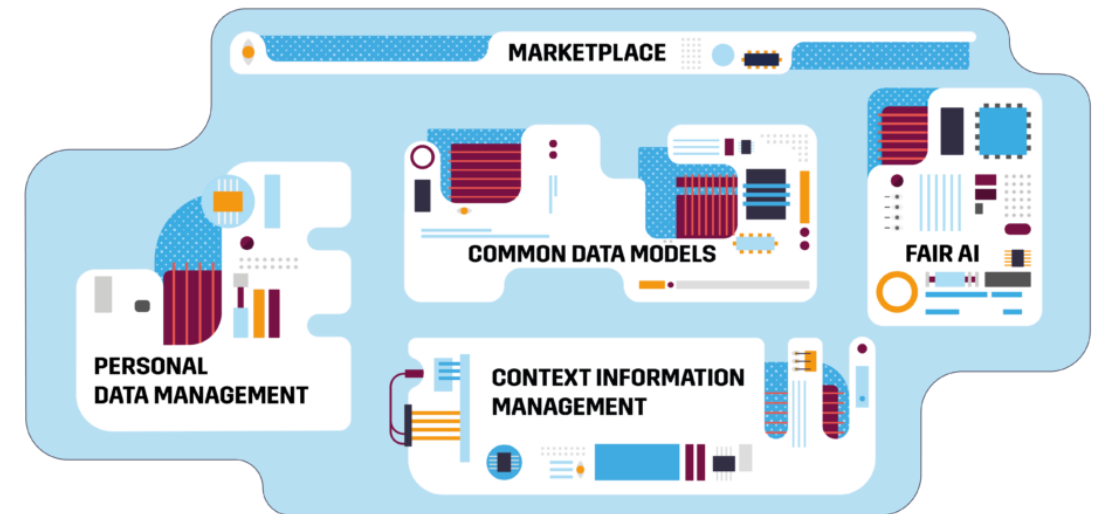 MARKETPLACE
COMMON DATA MODELS
FAIR AI
PERSONAL
DATA MANAGEMENT
CONTEXT INFORMATION
MANAGEMENT